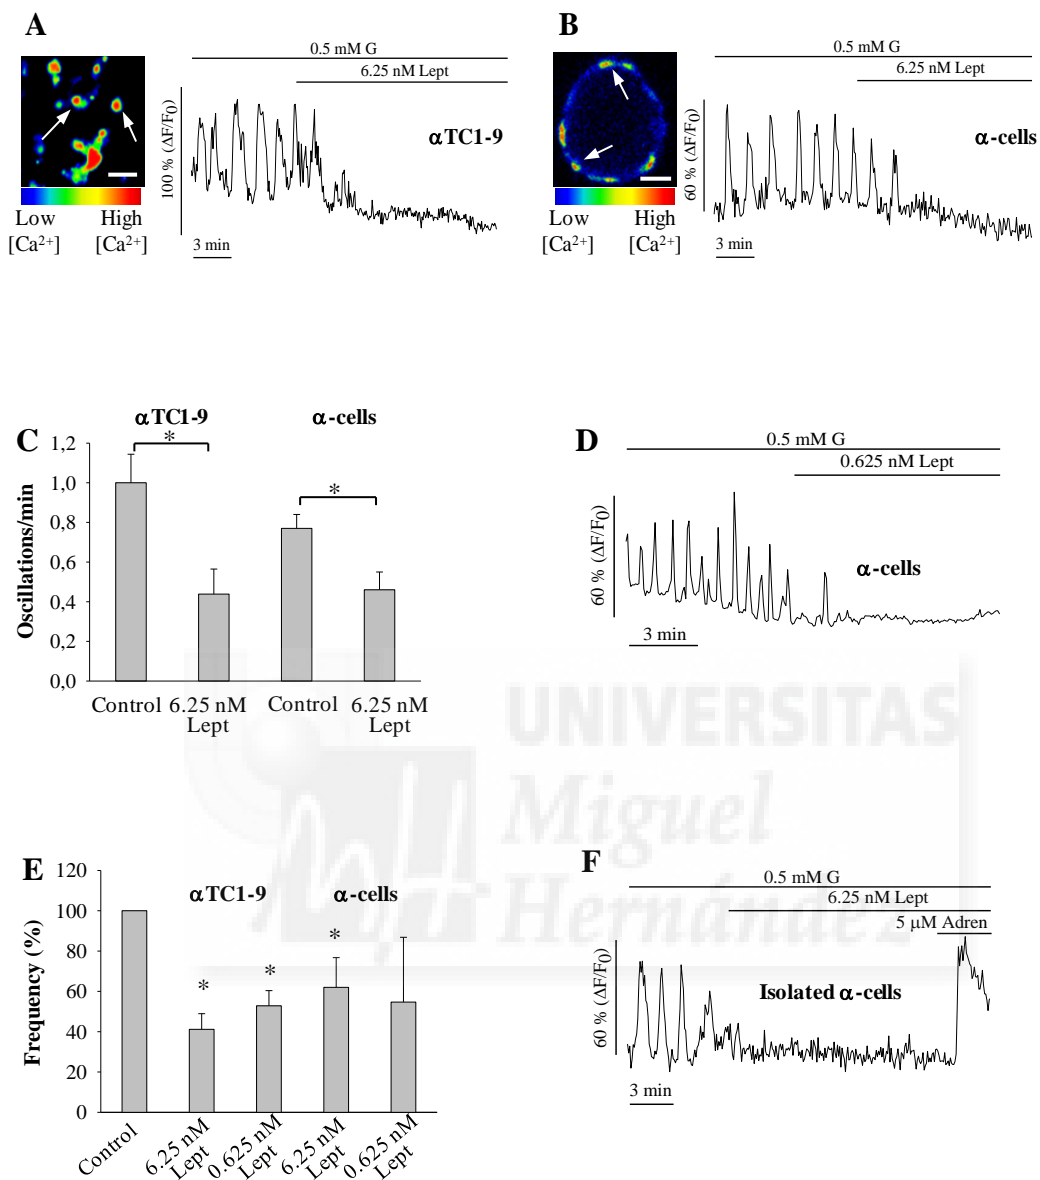 A
0.5 mM G
6.25 nM Lept
100 % (ΔF/F0)
αTC1-9
Low
[Ca2+]
High
[Ca2+]
3 min
B
0.5 mM G
6.25 nM Lept
60 % (ΔF/F0)
α-cells
Low
[Ca2+]
High
[Ca2+]
3 min
C
αTC1-9
α-cells
*
*
Oscillations/min
1,2
1,0
0,8
0,6
0,4
0,2
0,0
Control
6.25 nM
Lept
Control
6.25 nM
Lept
D
0.5 mM G
0.625 nM Lept
60 % (ΔF/F0)
α-cells
3 min
UNIVERSITAS
Miguel
Hernández
E
αTC1-9
α-cells
*
*
*
Frequency (%)
120
100
80
60
40
20
0
Control
6.25 nM
Lept
0.625 nM
Lept
6.25 nM
Lept
0.625 nM
Lept
F
0.5 mM G
6.25 nM Lept
5 μM Adren
60 % (ΔF/F0)
Isolated α-cells
3 min